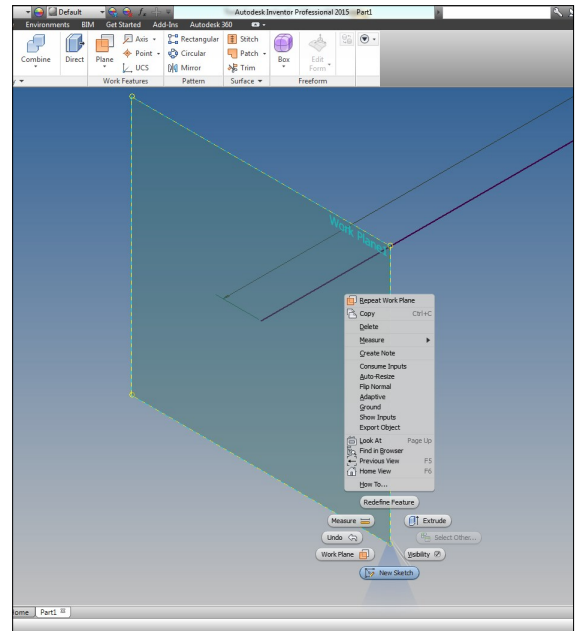 Default
Autodesk Inventor Professional 2015 Part1
Environments BIM Get Started Add-Ins Autodesk 360
Combine
Direct
Plane
Axis
Point
UCS
Rectangular
Circular
Mirror
Stitch
Patch
Trim
Box
Edit
Form
Work Features Pattern Surface Freeform
Work Plane1
Repeat Work Plane
Copy Ctrl+C
Delete
Measure
Create Note
Consume Inputs
Auto-Resize
Flip Normal
Adaptive
Ground
Show Inputs
Export Object
Look At Page Up
Find in Browser
Previous View F5
Home View F6
How To...
Redefine Feature
Measure Extrude
Undo Select Other...
Work Plane Visibility
New Sketch
ome Part1